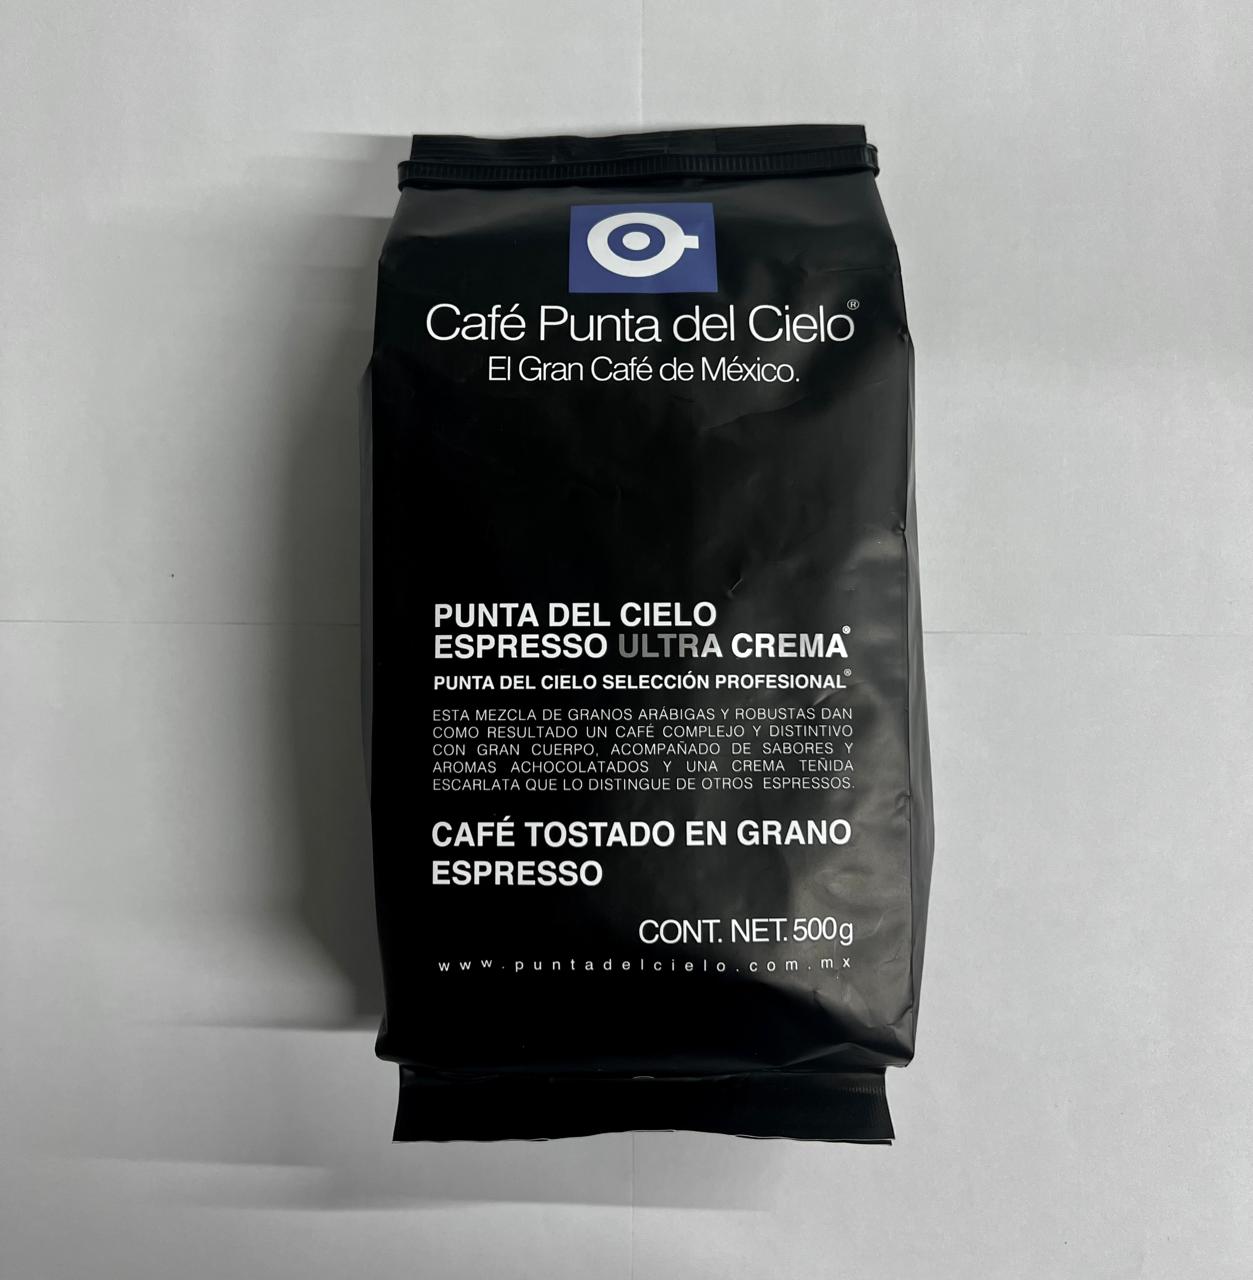 Café Punta del Cielo®
El Gran Café de México.
PUNTA DEL CIELO
ESPRESSO ULTRA CREMA®
PUNTA DEL CIELO SELECCIÓN PROFESIONAL®
ESTA MEZCLA DE GRANOS ARÁBIGAS Y ROBUSTAS DAN
COMO RESULTADO UN CAFÉ COMPLEJO Y DISTINTIVO
CON GRAN CUERPO, ACOMPAÑADO DE SABORES Y
AROMAS ACHOCOLATADOS Y UNA CREMA TEÑIDA
ESCARLATA QUE LO DISTINGUE DE OTROS ESPRESSOS.
CAFÉ TOSTADO EN GRANO
ESPRESSO
CONT. NET. 500g
www.puntadelcielo.com.mx